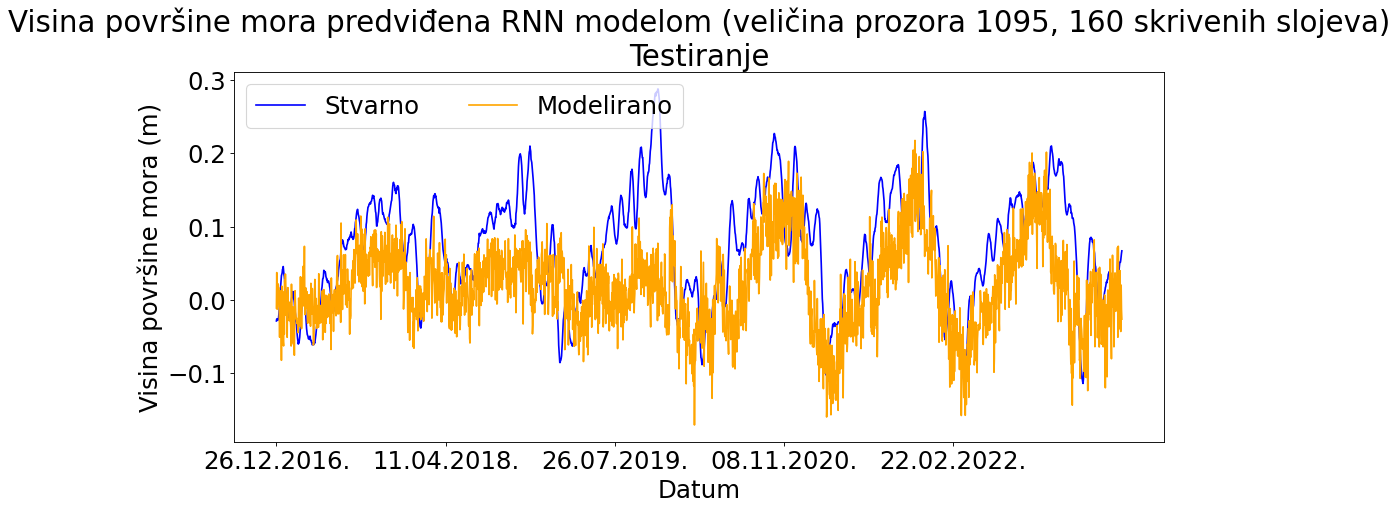 Visina površine mora predviđena RNN modelom (veličina prozora 1095, 160 skrivenih slojeva)
Testiranje
Stvarno Modelirano
Visina površine mora (m)
0.3
0.2
0.1
0.0
−0.1
26.12.2016. 11.04.2018. 26.07.2019. 08.11.2020. 22.02.2022.
Datum